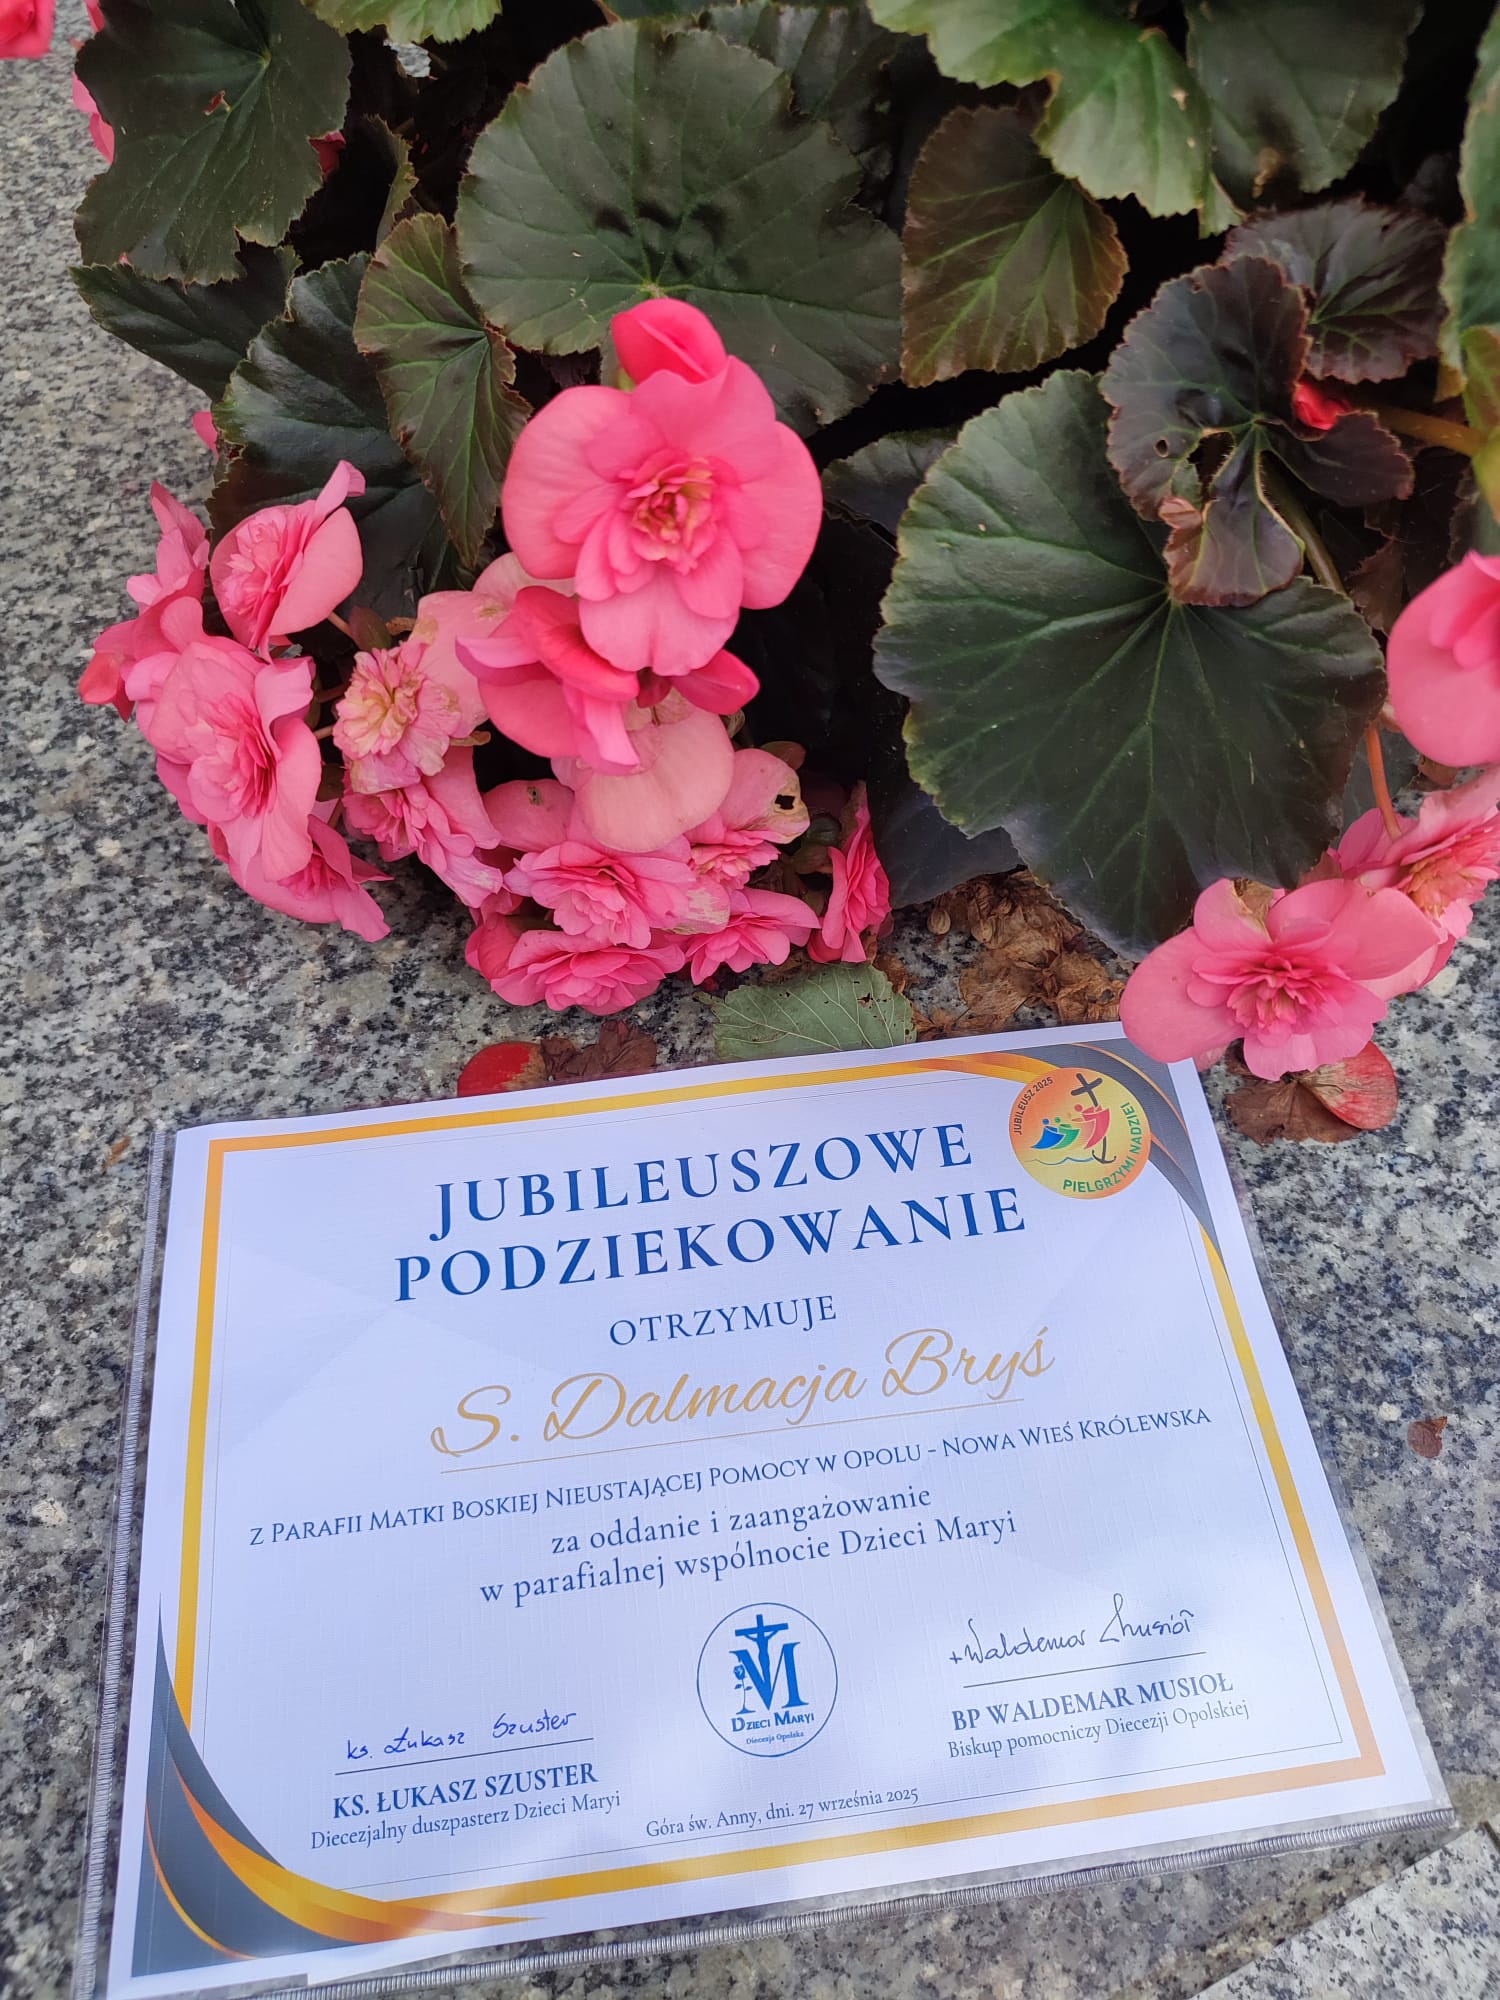 JUBILEUSZ 2025
PIELGRZYMI NADZIEI
JUBILEUSZOWE
PODZIEKOWANIE
OTRZYMUJE
S. Dalmacja Bryś
Z PARAFII MATKI BOSKIEJ NIEUSTAJĄCEJ POMOCY W OPOLU - NOWA WIEŚ KRÓLEWSKA
za oddanie i zaangażowanie
w parafialnej wspólnocie Dzieci Maryi
M
DZIECI MARYI
Diecezja Opolska
+ Waldemar Musioł
BP WALDEMAR MUSIOŁ
Biskup pomocniczy Diecezji Opolskiej
ks. Łukasz Szuster
KS. ŁUKASZ SZUSTER
Diecezjalny duszpasterz Dzieci Maryi
Góra św. Anny, dni. 27 września 2025